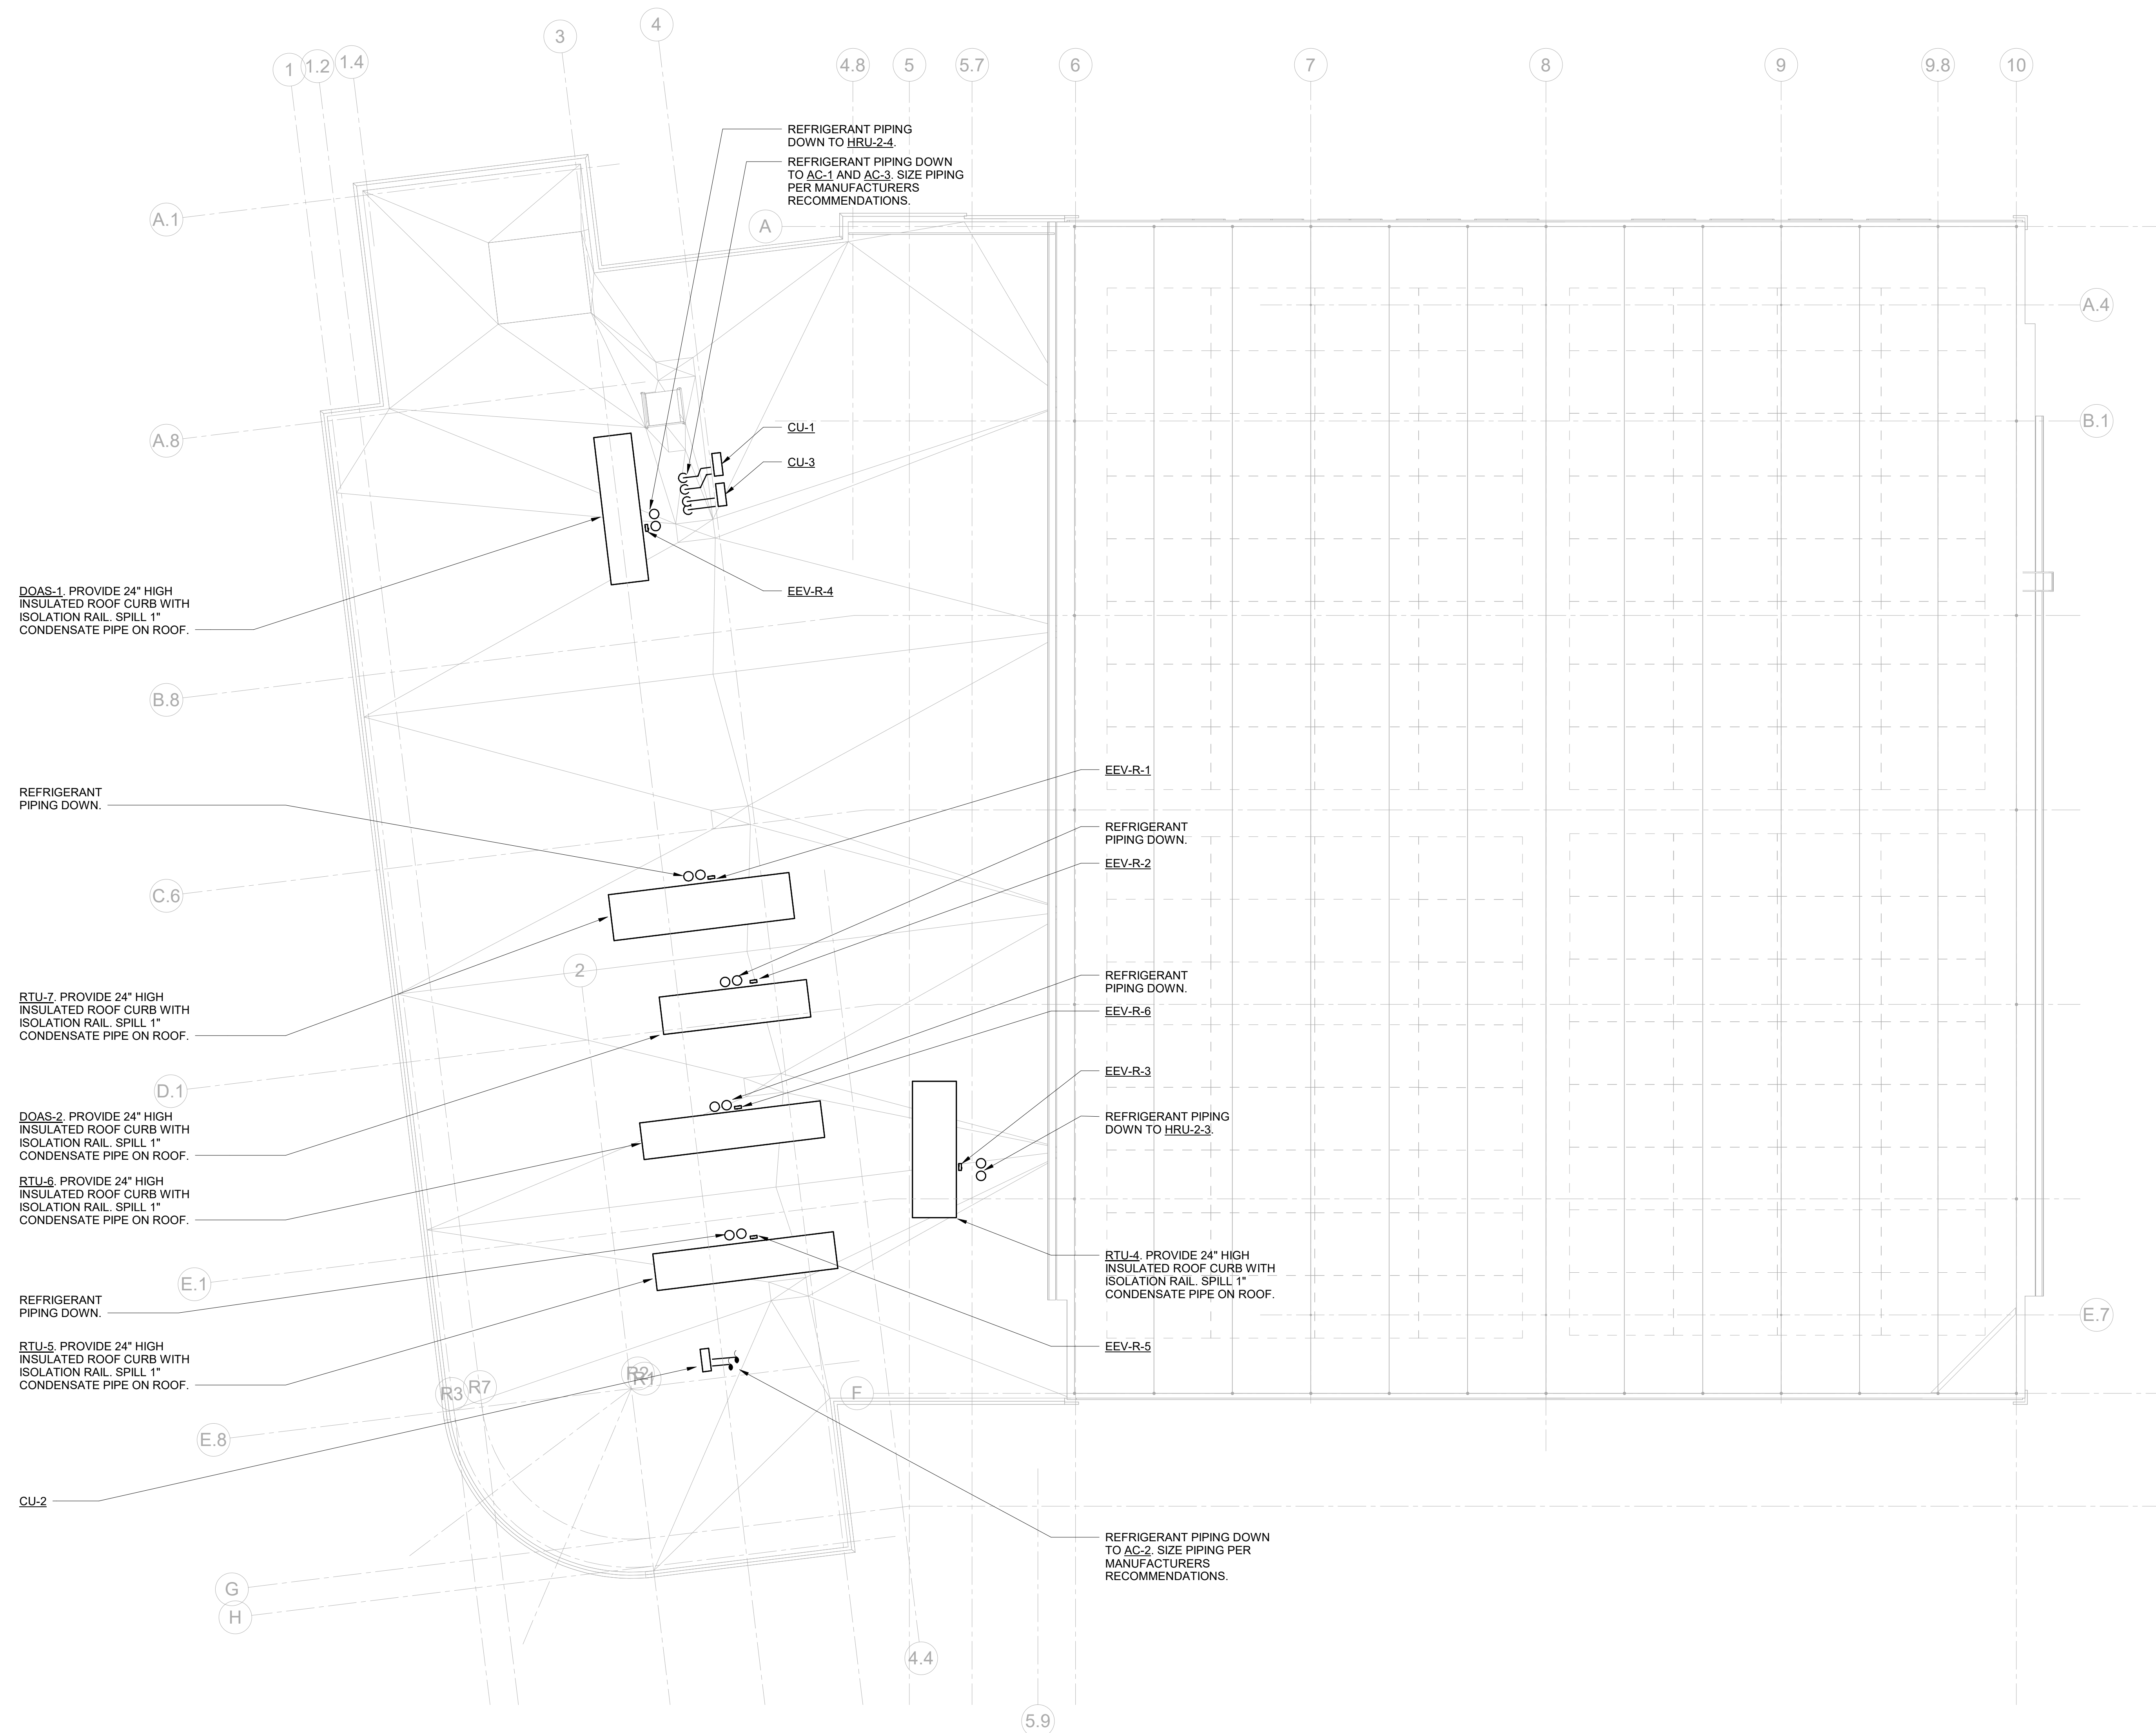 1
1.2
1.4
3
4
4.8
5
5.7
6
7
8
9
9.8
10
REFRIGERANT PIPING
DOWN TO HRU-2-4.
REFRIGERANT PIPING DOWN
TO AC-1 AND AC-3. SIZE PIPING
PER MANUFACTURERS
RECOMMENDATIONS.
A.1
A
A.4
A.8
B.1
CU-1
CU-3
EEV-R-4
DOAS-1. PROVIDE 24" HIGH
INSULATED ROOF CURB WITH
ISOLATION RAIL. SPILL 1"
CONDENSATE PIPE ON ROOF.
B.8
EEV-R-1
REFRIGERANT
PIPING DOWN.
REFRIGERANT
PIPING DOWN.
EEV-R-2
C.6
2
REFRIGERANT
PIPING DOWN.
EEV-R-6
RTU-7. PROVIDE 24" HIGH
INSULATED ROOF CURB WITH
ISOLATION RAIL. SPILL 1"
CONDENSATE PIPE ON ROOF.
D.1
EEV-R-3
REFRIGERANT PIPING
DOWN TO HRU-2-3.
DOAS-2. PROVIDE 24" HIGH
INSULATED ROOF CURB WITH
ISOLATION RAIL. SPILL 1"
CONDENSATE PIPE ON ROOF.
RTU-6. PROVIDE 24" HIGH
INSULATED ROOF CURB WITH
ISOLATION RAIL. SPILL 1"
CONDENSATE PIPE ON ROOF.
RTU-4. PROVIDE 24" HIGH
INSULATED ROOF CURB WITH
ISOLATION RAIL. SPILL 1"
CONDENSATE PIPE ON ROOF.
E.1
REFRIGERANT
PIPING DOWN.
E.7
EEV-R-5
RTU-5. PROVIDE 24" HIGH
INSULATED ROOF CURB WITH
ISOLATION RAIL. SPILL 1"
CONDENSATE PIPE ON ROOF.
R3
R7
R2
R1
F
E.8
CU-2
REFRIGERANT PIPING DOWN
TO AC-2. SIZE PIPING PER
MANUFACTURERS
RECOMMENDATIONS.
G
H
4.4
5.9